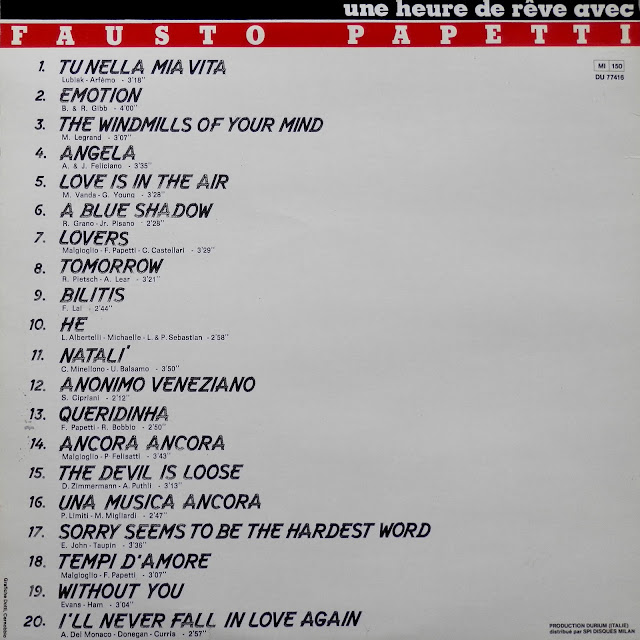 une heure de rêve avec
FAUSTO PAPETTI
MI 150
DU 77416
1. TU NELLA MIA VITA
Lubiak - Arfémo - 3'18"
2. EMOTION
B. & R. Gibb - 4'00"
3. THE WINDMILLS OF YOUR MIND
M. Legrand - 3'07"
4. ANGELA
A. & J. Feliciano - 3'35"
5. LOVE IS IN THE AIR
M. Vanda - G. Young - 3'28"
6. A BLUE SHADOW
R. Grano - Jr. Pisano - 2'28"
7. LOVERS
Malgioglio - F. Papetti - C. Castellari - 3'29"
8. TOMORROW
R. Pietsch - A. Lear - 3'21"
9. BILITIS
F. Lai - 2'44"
10. HE
L. Albertelli - Michaelle - L. & P. Sebastian - 2'58"
11. NATALI'
C. Minellono - U. Balsamo - 3'50"
12. ANONIMO VENEZIANO
S. Cipriani - 2'12"
13. QUERIDINHA
F. Papetti - R. Bobbio - 2'50"
14. ANCORA ANCORA
Malgioglio - P. Felisatti - 3'43"
15. THE DEVIL IS LOOSE
D. Zimmermann - A. Puthli - 3'13"
16. UNA MUSICA ANCORA
P. Limiti - M. Migliardi - 2'47"
17. SORRY SEEMS TO BE THE HARDEST WORD
E. John - Taupin - 3'36"
18. TEMPI D'AMORE
Malgioglio - F. Papetti - 3'07"
19. WITHOUT YOU
Evans - Ham - 3'04"
20. I'LL NEVER FALL IN LOVE AGAIN
A. Del Monaco - Donegan - Currie - 2'57"
PRODUCTION DURIUM (ITALIE)
distribué par SPI DISQUES MILAN